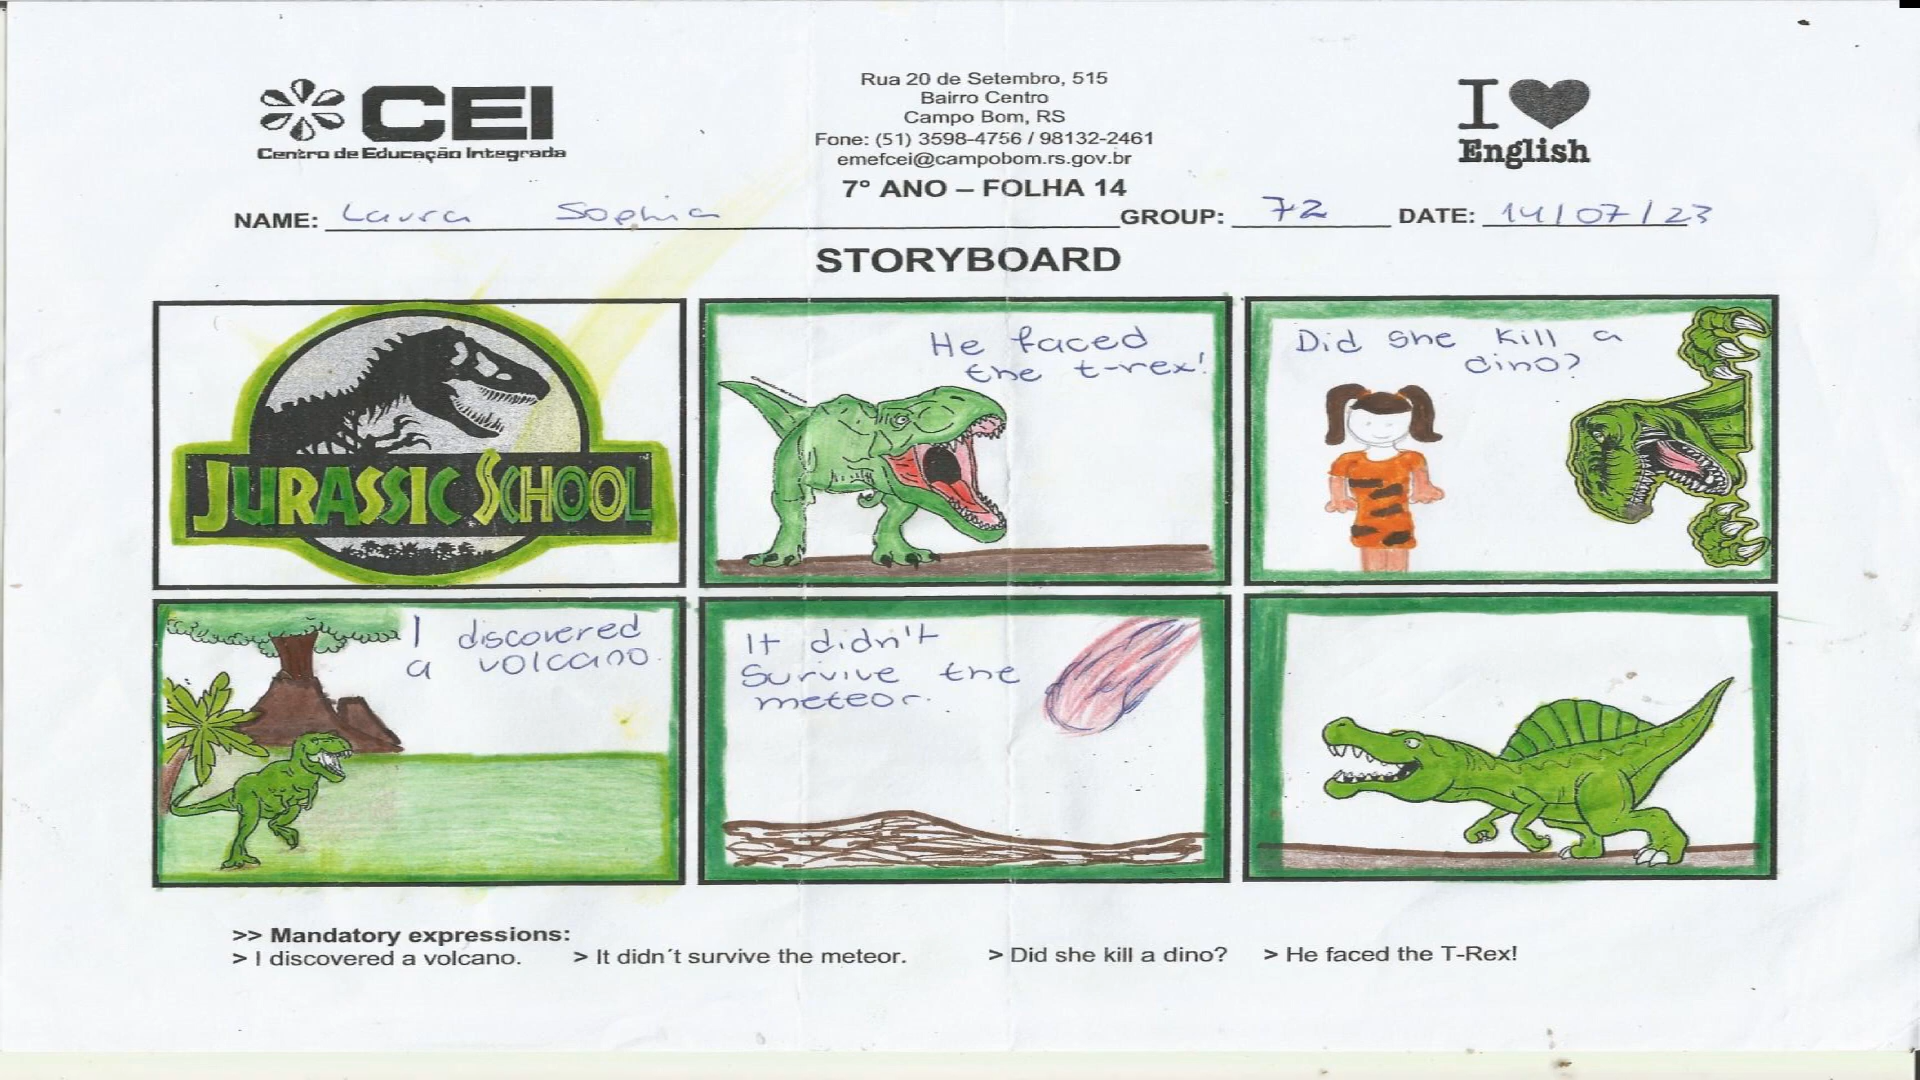 CEI
Centro de Educação Integrada
Rua 20 de Setembro, 515
Bairro Centro
Campo Bom, RS
Fone: (51) 3598-4756 / 98132-2461
emefcei@campobom.rs.gov.br
7º ANO – FOLHA 14
I ♥
English
NAME: Laura Sophia GROUP: 72 DATE: 14/07/23
STORYBOARD
JURASSIC SCHOOL
He faced
the t-rex!
Did she kill a
dino?
I discovered
a volcano.
It didn't
survive the
meteor.
>> Mandatory expressions:
> I discovered a volcano. > It didn´t survive the meteor. > Did she kill a dino? > He faced the T-Rex!